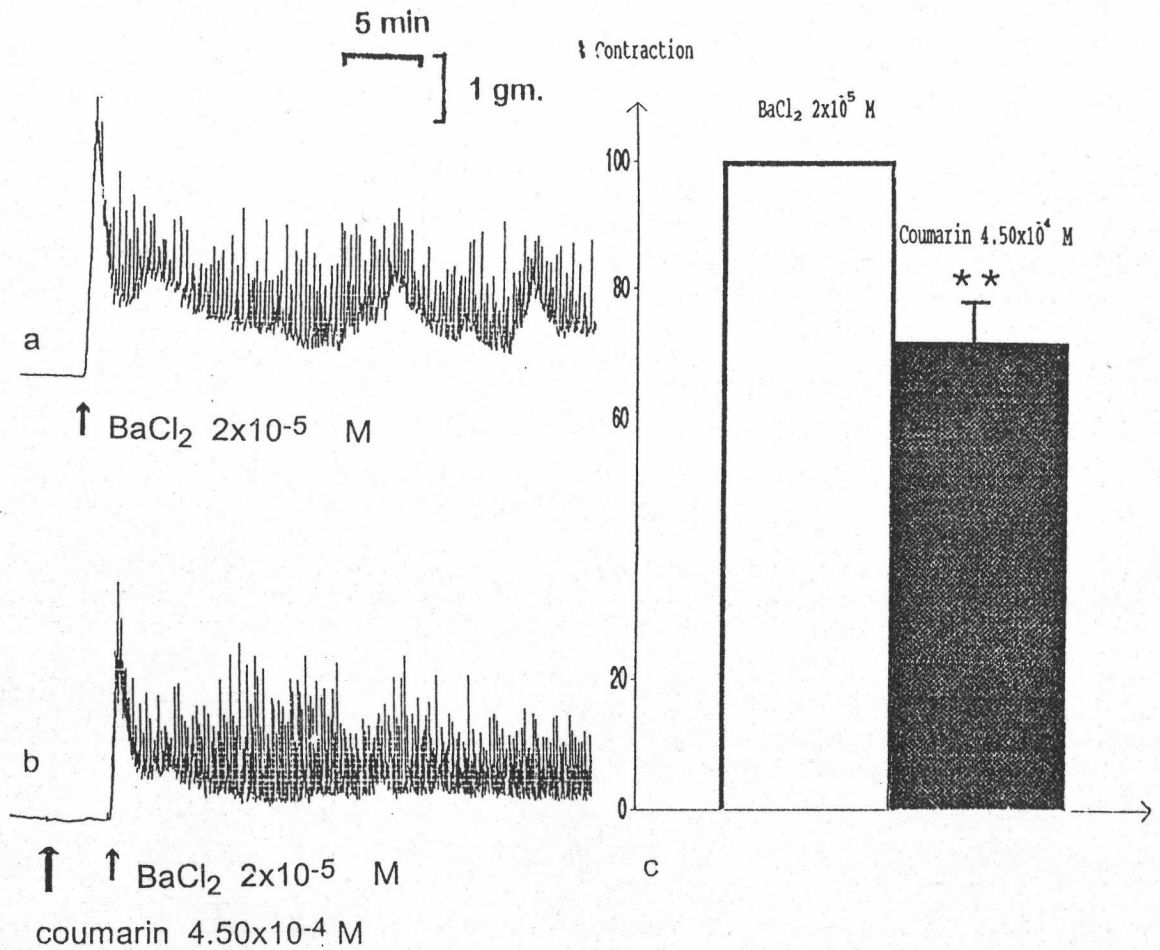 5 min
1 gm.
a
↑ BaCl₂ 2x10⁻⁵ M
b
↑ ↑ BaCl₂ 2x10⁻⁵ M
coumarin 4.50x10⁻⁴ M
% Contraction
BaCl₂ 2x10⁻⁵ M
100
Coumarin 4.50x10⁻⁴ M
**
80
60
20
0
c